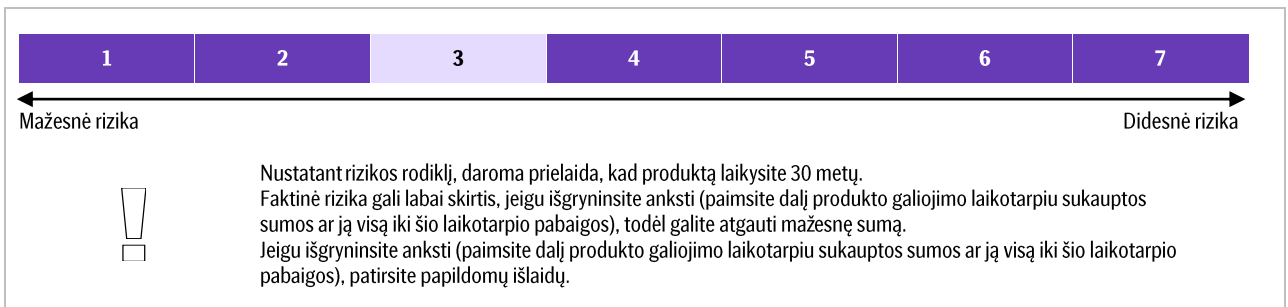 1 2 3 4 5 6 7
Mažesnė rizika Didesnė rizika
Nustatant rizikos rodiklį, daroma prielaida, kad produktą laikysite 30 metų.
Faktinė rizika gali labai skirtis, jeigu išgryninsite anksti (paimsite dalį produkto galiojimo laikotarpiu sukauptos
sumos ar ją visą iki šio laikotarpio pabaigos), todėl galite atgauti mažesnę sumą.
Jeigu išgryninsite anksti (paimsite dalį produkto galiojimo laikotarpiu sukauptos sumos ar ją visą iki šio laikotarpio
pabaigos), patirsite papildomų išlaidų.